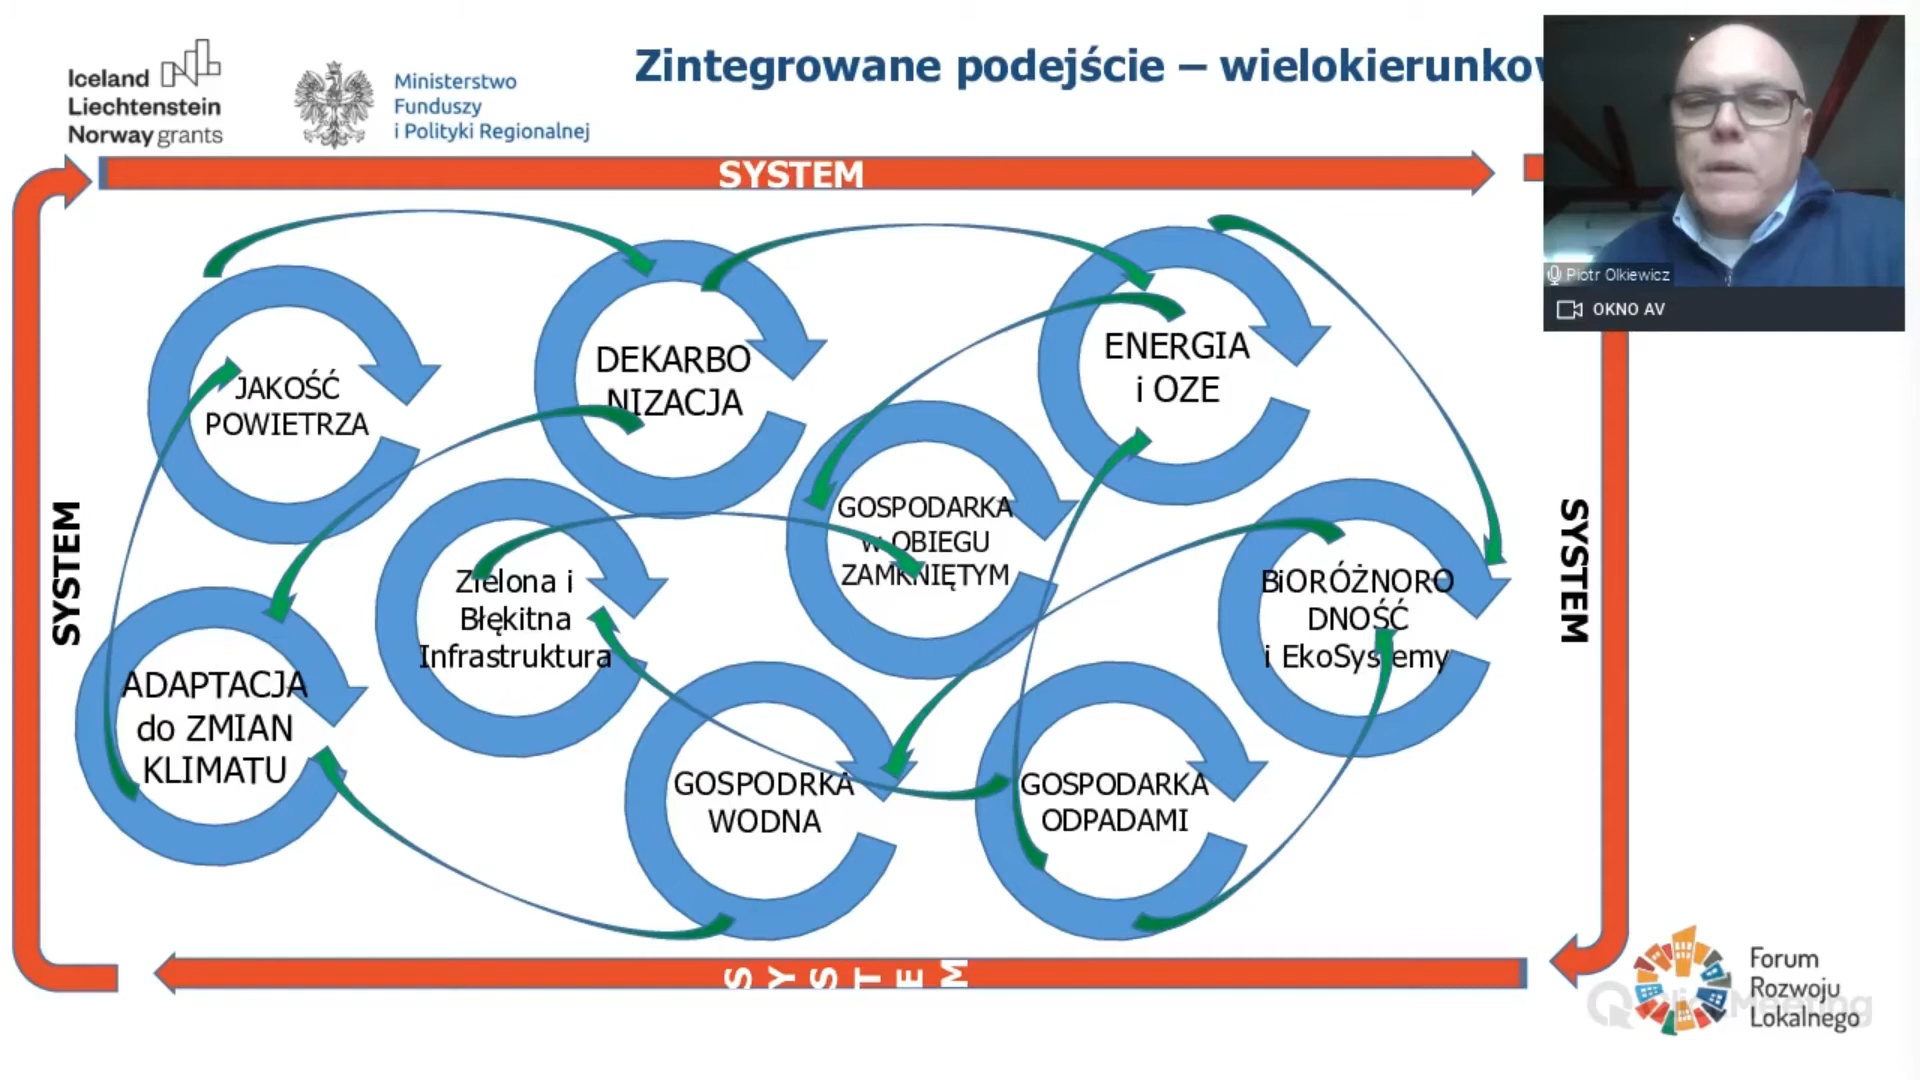 Iceland
Liechtenstein
Norway grants
Ministerstwo
Funduszy
i Polityki Regionalnej
Zintegrowane podejście – wielokierunkow
Piotr Olkiewicz
OKNO AV
SYSTEM
JAKOŚĆ
POWIETRZA
DEKARBO
NIZACJA
ENERGIA
i OZE
GOSPODARKA
w OBIEGU
ZAMKNIĘTYM
SYSTEM
SYSTEM
Zielona i
Błękitna
Infrastruktura
BiORÓŻNORO
DNOŚĆ
i EkoSystemy
ADAPTACJA
do ZMIAN
KLIMATU
GOSPODRKA
WODNA
GOSPODARKA
ODPADAMI
SYSTEM
Forum
Rozwoju
Lokalnego
ClickMeeting